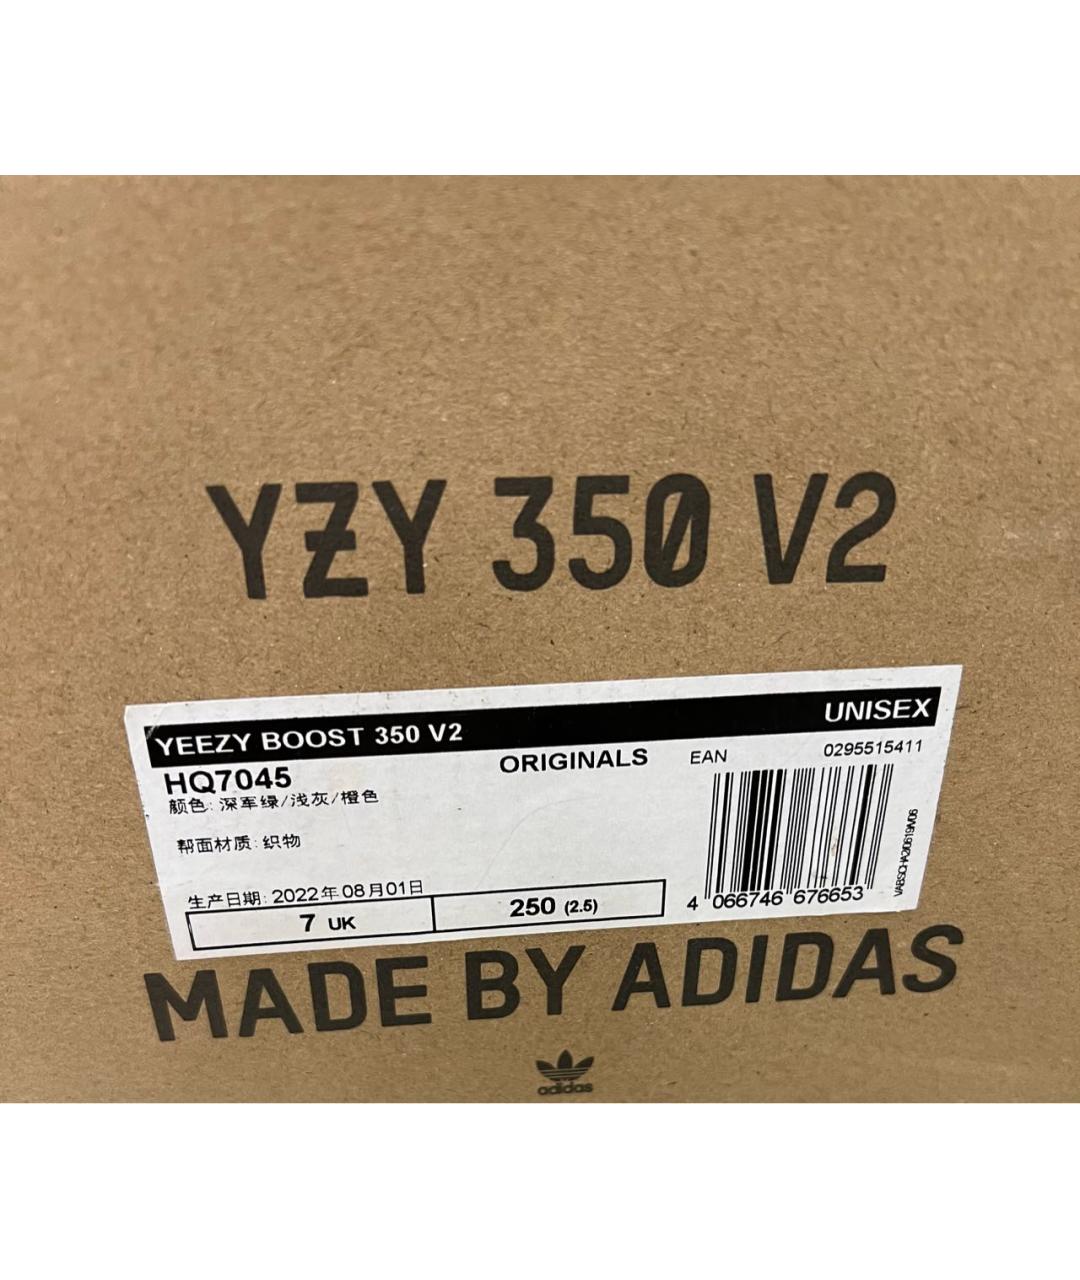 YZY 350 V2
YEEZY BOOST 350 V2 UNISEX
HQ7045 ORIGINALS EAN 0295515411
颜色: 深军绿/浅灰/橙色
帮面材质: 织物
生产日期: 2022年08月01日
7 UK 250 (2.5)
4 066746 676653
MADE BY ADIDAS
adidas